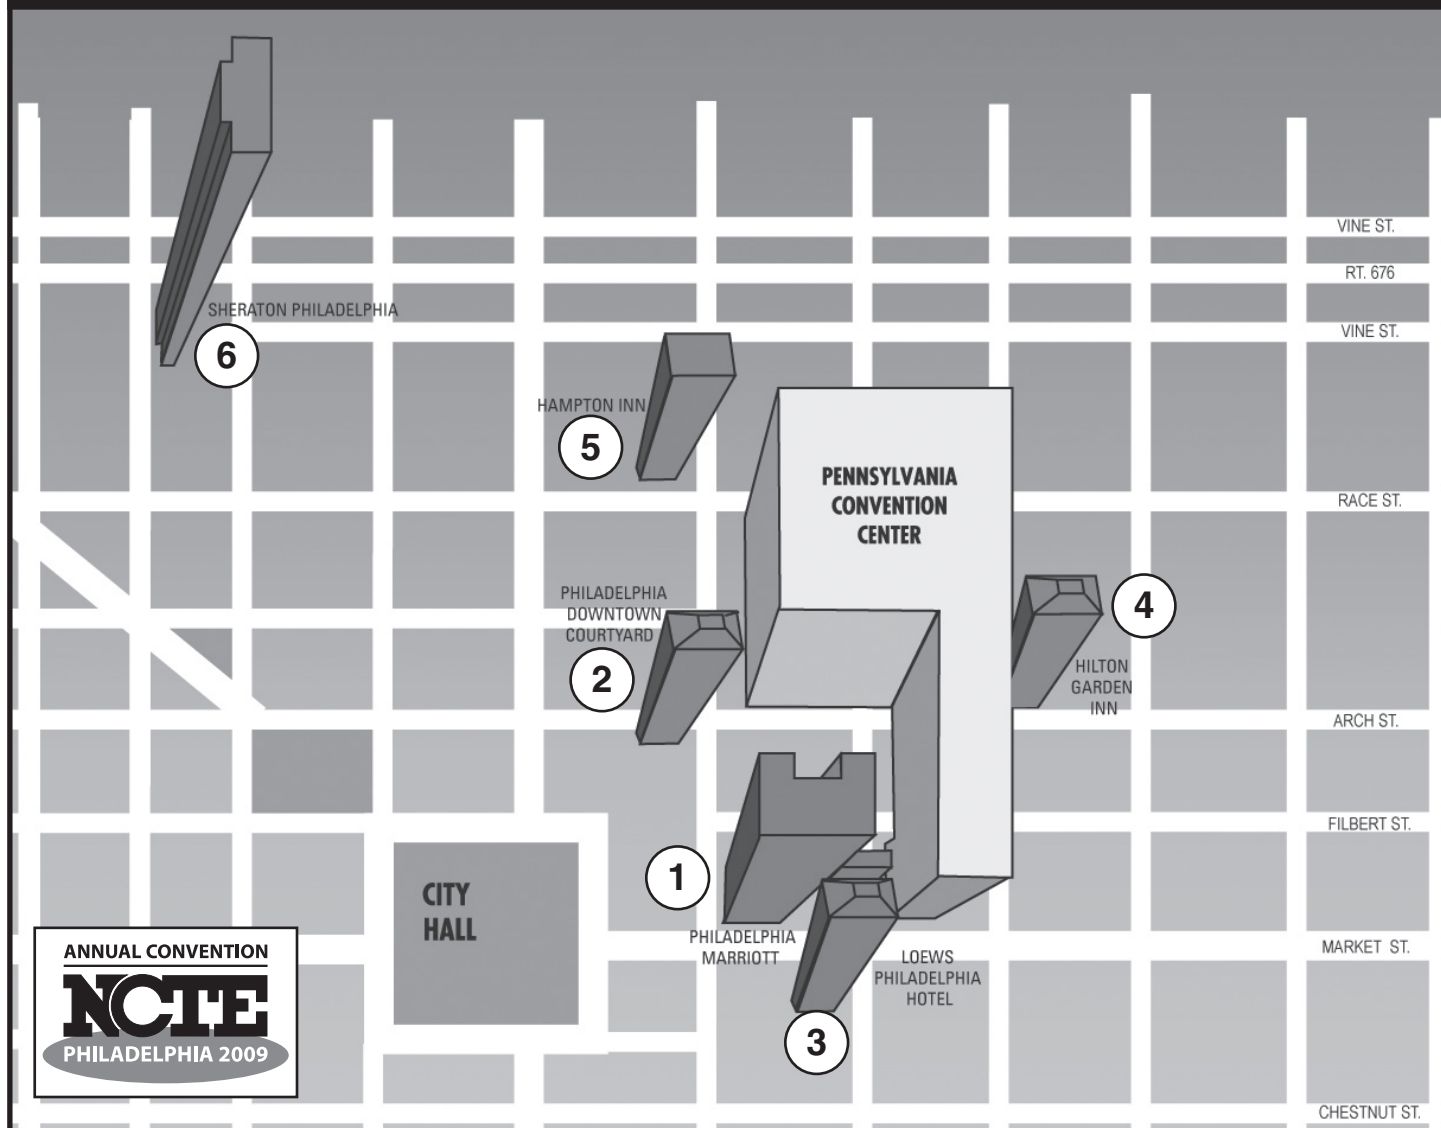 VINE ST.
RT. 676
SHERATON PHILADELPHIA
6
VINE ST.
HAMPTON INN
5
PENNSYLVANIA
CONVENTION
CENTER
RACE ST.
PHILADELPHIA
DOWNTOWN
COURTYARD
2
4
HILTON
GARDEN
INN
ARCH ST.
FILBERT ST.
1
CITY
HALL
PHILADELPHIA
MARRIOTT
MARKET ST.
LOEWS
PHILADELPHIA
HOTEL
3
ANNUAL CONVENTION
NCTE
PHILADELPHIA 2009
CHESTNUT ST.